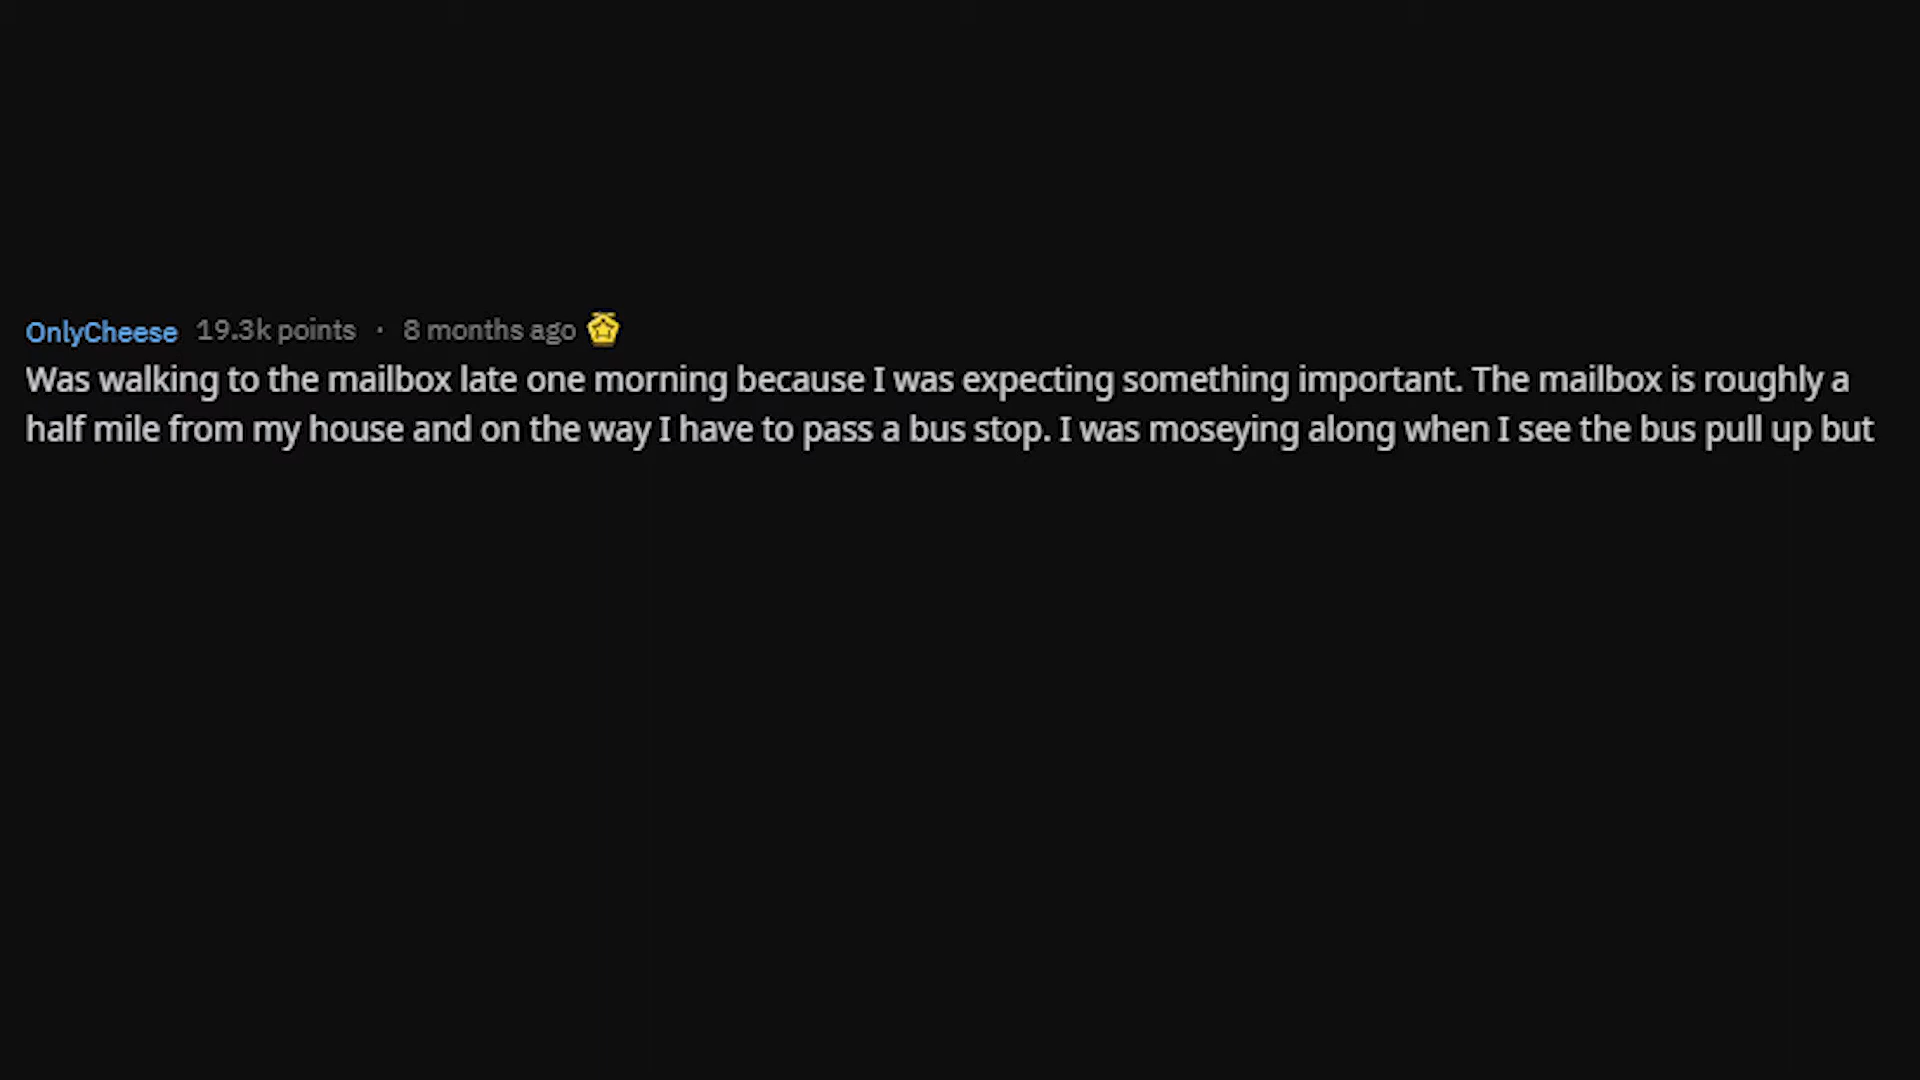 OnlyCheese 19.3k points · 8 months ago
Was walking to the mailbox late one morning because I was expecting something important. The mailbox is roughly a
half mile from my house and on the way I have to pass a bus stop. I was moseying along when I see the bus pull up but